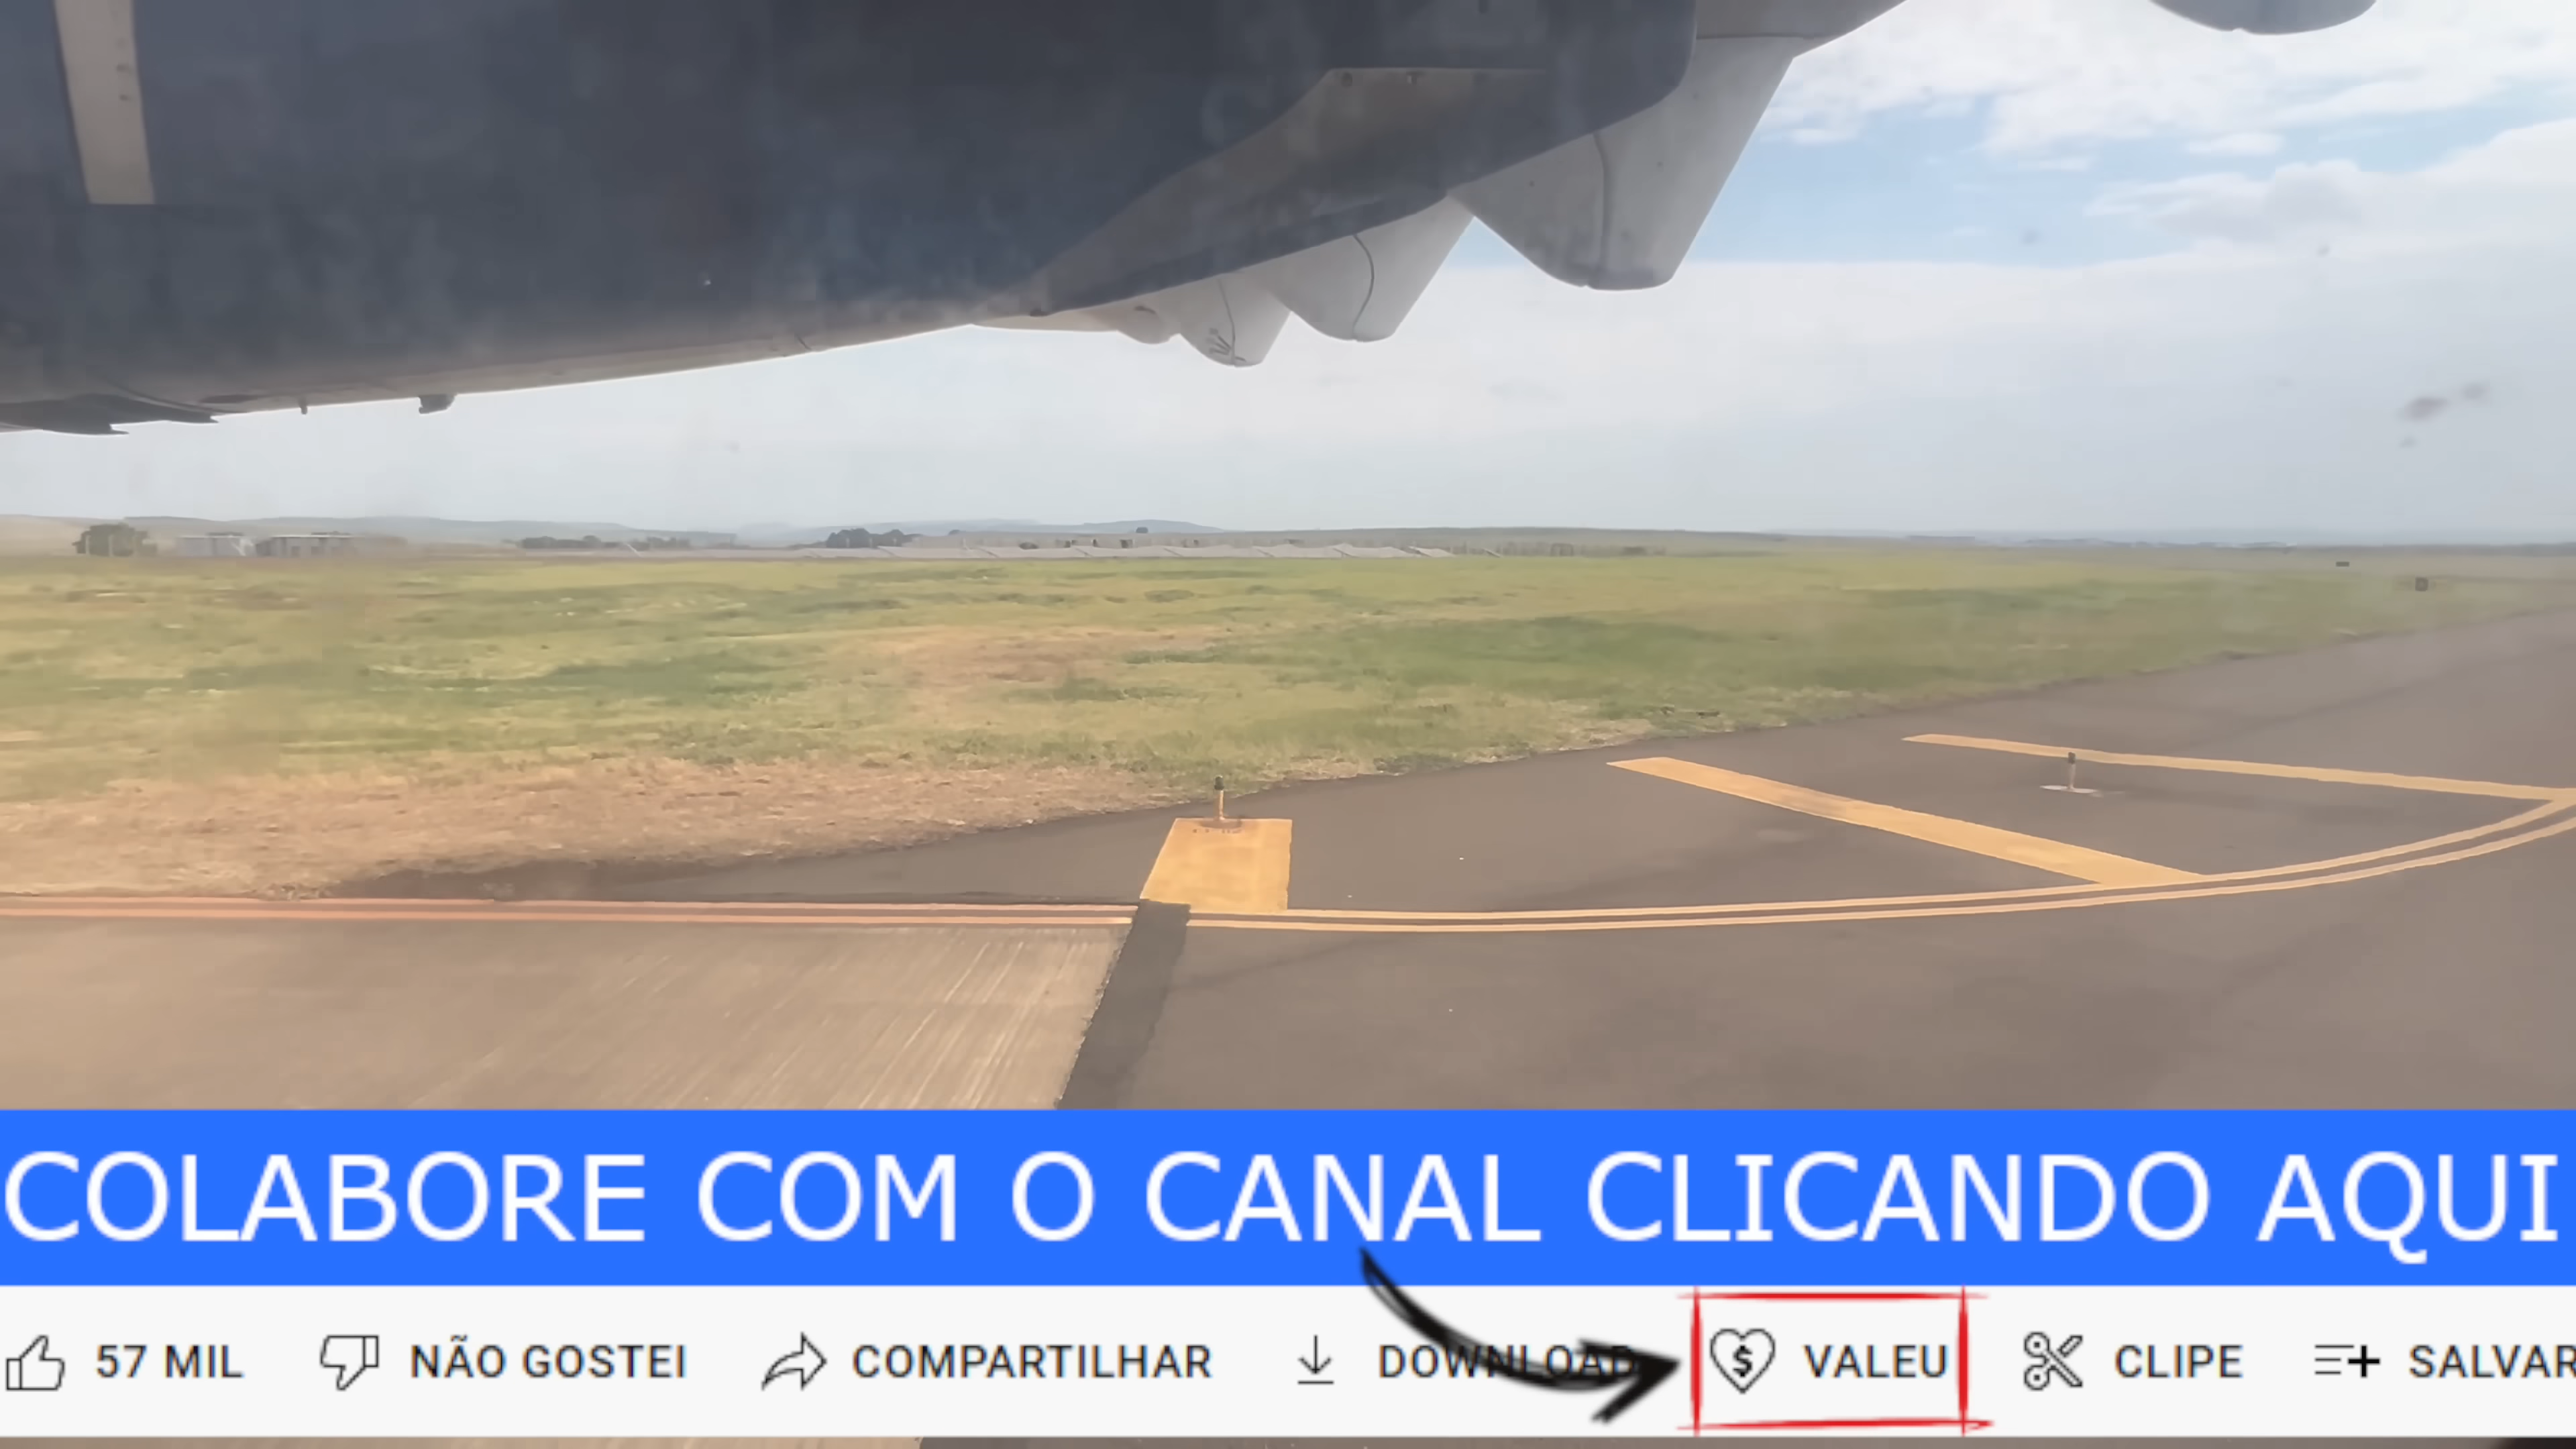 COLABORE COM O CANAL CLICANDO AQUI
57 MIL NÃO GOSTEI COMPARTILHAR DOWNLOAD VALEU CLIPE SALVAR